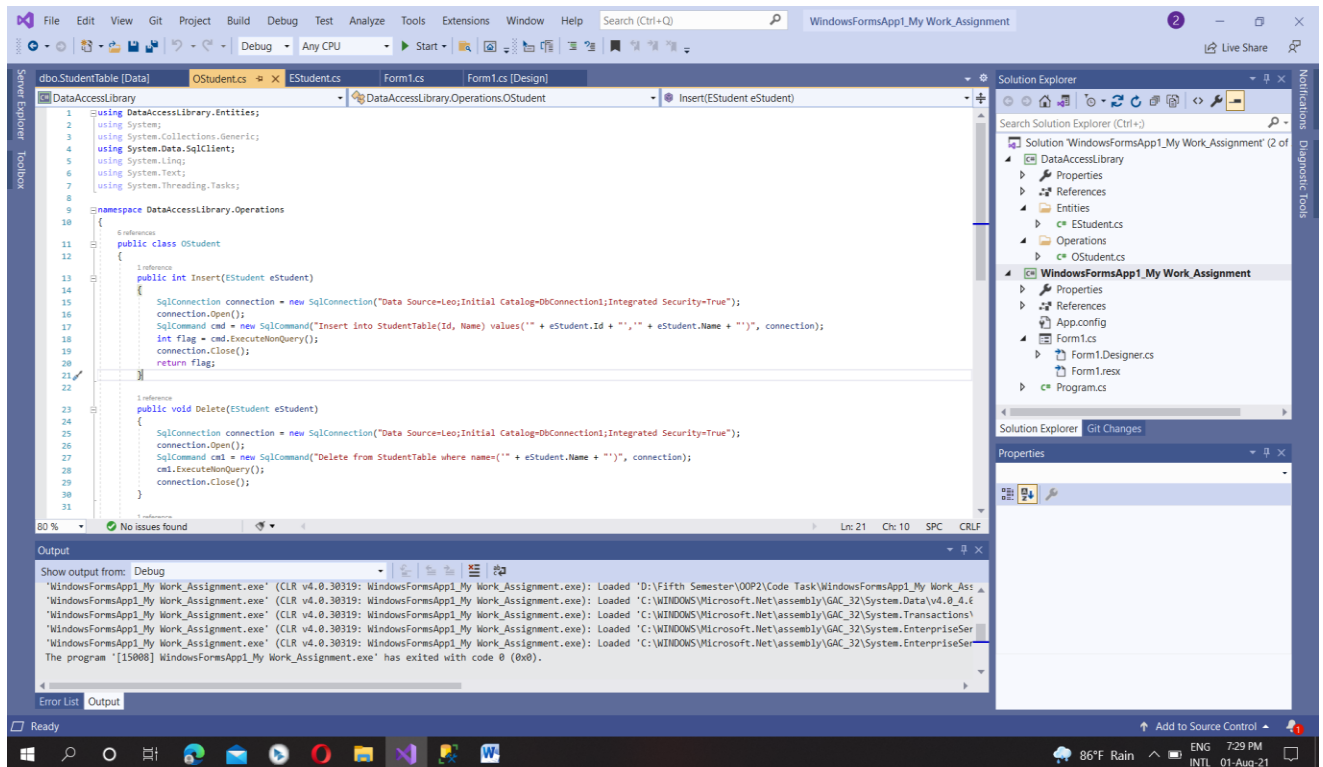 File Edit View Git Project Build Debug Test Analyze Tools Extensions Window Help Search (Ctrl+Q) WindowsFormsApp1_My Work_Assignment 2
Debug Any CPU Start Live Share
Server Explorer
Toolbox
dbo.StudentTable [Data] OStudent.cs EStudent.cs Form1.cs Form1.cs [Design]
DataAccessLibrary DataAccessLibrary.Operations.OStudent Insert(EStudent eStudent)
1 using DataAccessLibrary.Entities;
2 using System;
3 using System.Collections.Generic;
4 using System.Data.SqlClient;
5 using System.Linq;
6 using System.Text;
7 using System.Threading.Tasks;
8
9 namespace DataAccessLibrary.Operations
10 {
6 references
11 public class OStudent
12 {
1 reference
13 public int Insert(EStudent eStudent)
14 {
15 SqlConnection connection = new SqlConnection("Data Source=Leo;Initial Catalog=DbConnection1;Integrated Security=True");
16 connection.Open();
17 SqlCommand cmd = new SqlCommand("Insert into StudentTable(Id, Name) values('" + eStudent.Id + "','" + eStudent.Name + "')", connection);
18 int flag = cmd.ExecuteNonQuery();
19 connection.Close();
20 return flag;
21 }
22
1 reference
23 public void Delete(EStudent eStudent)
24 {
25 SqlConnection connection = new SqlConnection("Data Source=Leo;Initial Catalog=DbConnection1;Integrated Security=True");
26 connection.Open();
27 SqlCommand cm1 = new SqlCommand("Delete from StudentTable where name=('" + eStudent.Name + "')", connection);
28 cm1.ExecuteNonQuery();
29 connection.Close();
30 }
31
80 % No issues found Ln: 21 Ch: 10 SPC CRLF
Output
Show output from: Debug
'WindowsFormsApp1_My Work_Assignment.exe' (CLR v4.0.30319: WindowsFormsApp1_My Work_Assignment.exe): Loaded 'D:\Fifth Semester\OOP2\Code Task\WindowsFormsApp1_My Work_Ass
'WindowsFormsApp1_My Work_Assignment.exe' (CLR v4.0.30319: WindowsFormsApp1_My Work_Assignment.exe): Loaded 'C:\WINDOWS\Microsoft.Net\assembly\GAC_32\System.Data\v4.0_4.0
'WindowsFormsApp1_My Work_Assignment.exe' (CLR v4.0.30319: WindowsFormsApp1_My Work_Assignment.exe): Loaded 'C:\WINDOWS\Microsoft.Net\assembly\GAC_32\System.Transactions\
'WindowsFormsApp1_My Work_Assignment.exe' (CLR v4.0.30319: WindowsFormsApp1_My Work_Assignment.exe): Loaded 'C:\WINDOWS\Microsoft.Net\assembly\GAC_32\System.EnterpriseSer
'WindowsFormsApp1_My Work_Assignment.exe' (CLR v4.0.30319: WindowsFormsApp1_My Work_Assignment.exe): Loaded 'C:\WINDOWS\Microsoft.Net\assembly\GAC_32\System.EnterpriseSer
The program '[15008] WindowsFormsApp1_My Work_Assignment.exe' has exited with code 0 (0x0).
Error List Output
Solution Explorer
Search Solution Explorer (Ctrl+;)
Solution 'WindowsFormsApp1_My Work_Assignment' (2 of
DataAccessLibrary
Properties
References
Entities
C# EStudent.cs
Operations
C# OStudent.cs
WindowsFormsApp1_My Work_Assignment
Properties
References
App.config
Form1.cs
Form1.Designer.cs
Form1.resx
C# Program.cs
Solution Explorer Git Changes
Properties
Notifications
Diagnostic Tools
Ready Add to Source Control 1
86°F Rain ENG 7:29 PM
INTL 01-Aug-21